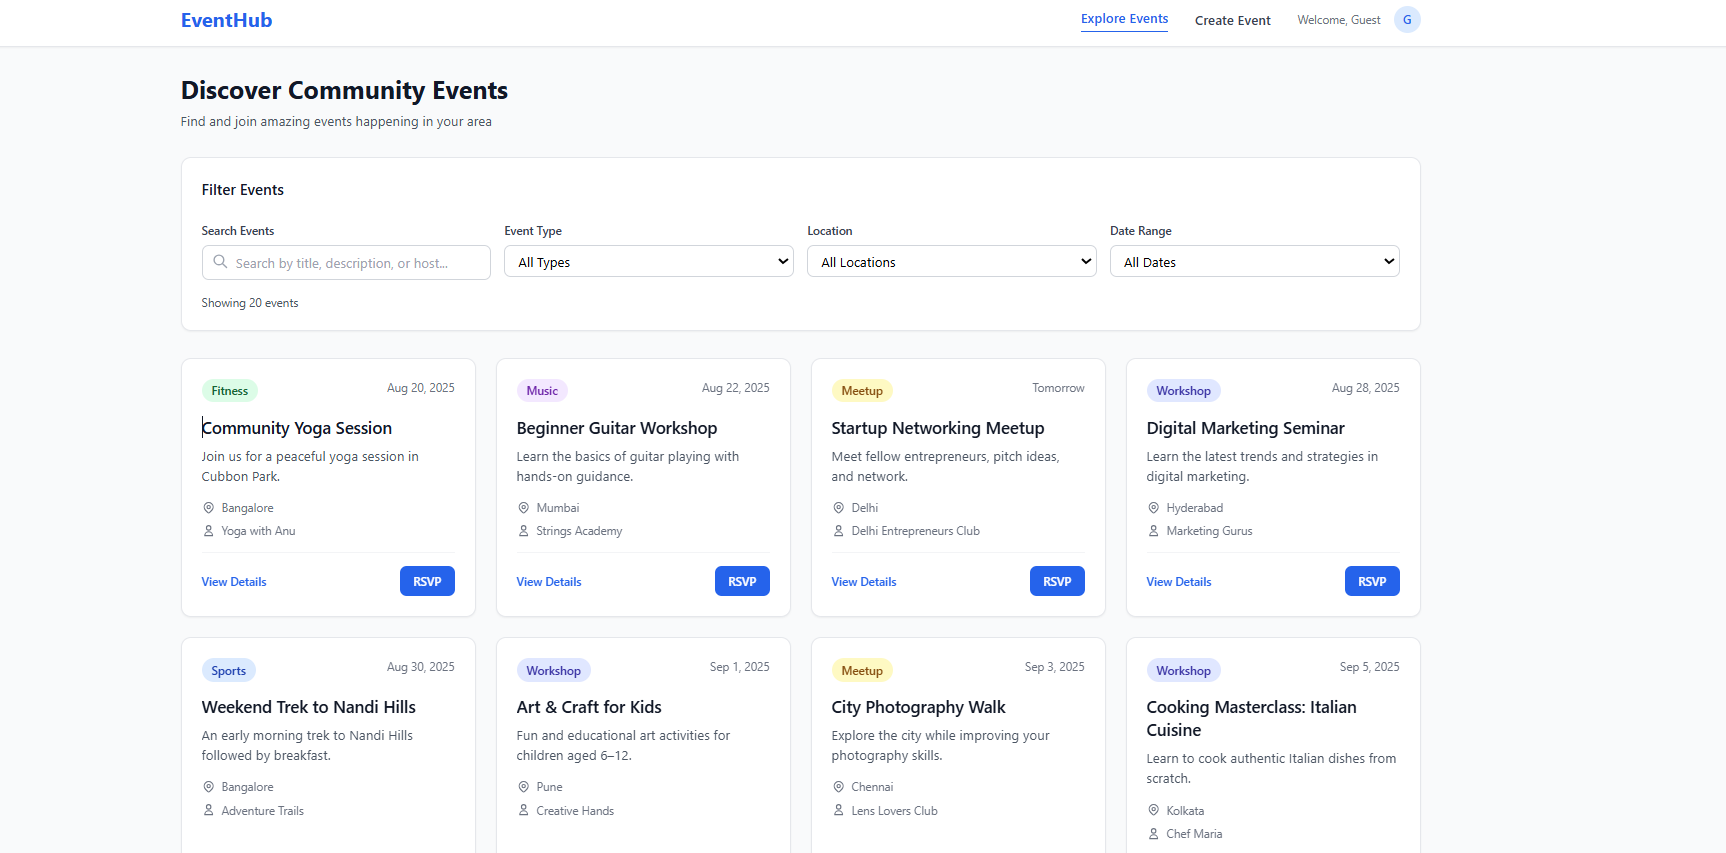 EventHub
Explore Events
Create Event
Welcome, Guest
G
Discover Community Events
Find and join amazing events happening in your area
Filter Events
Search Events
Event Type
Location
Date Range
Search by title, description, or host...
All Types
All Locations
All Dates
Showing 20 events
Fitness
Aug 20, 2025
Community Yoga Session
Join us for a peaceful yoga session in
Cubbon Park.
Bangalore
Yoga with Anu
View Details
RSVP
Music
Aug 22, 2025
Beginner Guitar Workshop
Learn the basics of guitar playing with
hands-on guidance.
Mumbai
Strings Academy
View Details
RSVP
Meetup
Tomorrow
Startup Networking Meetup
Meet fellow entrepreneurs, pitch ideas,
and network.
Delhi
Delhi Entrepreneurs Club
View Details
RSVP
Workshop
Aug 28, 2025
Digital Marketing Seminar
Learn the latest trends and strategies in
digital marketing.
Hyderabad
Marketing Gurus
View Details
RSVP
Sports
Aug 30, 2025
Weekend Trek to Nandi Hills
An early morning trek to Nandi Hills
followed by breakfast.
Bangalore
Adventure Trails
Workshop
Sep 1, 2025
Art & Craft for Kids
Fun and educational art activities for
children aged 6–12.
Pune
Creative Hands
Meetup
Sep 3, 2025
City Photography Walk
Explore the city while improving your
photography skills.
Chennai
Lens Lovers Club
Workshop
Sep 5, 2025
Cooking Masterclass: Italian
Cuisine
Learn to cook authentic Italian dishes from
scratch.
Kolkata
Chef Maria